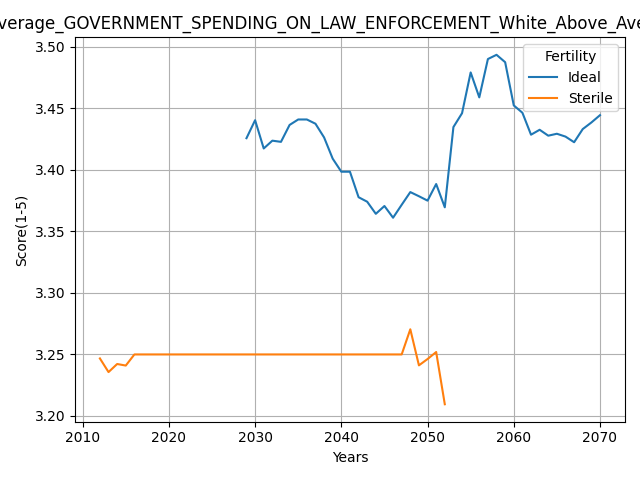 verage_GOVERNMENT_SPENDING_ON_LAW_ENFORCEMENT_White_Above_Ave
3.50
3.45
3.40
3.35
3.30
3.25
3.20
Score(1-5)
Fertility
Ideal
Sterile
2010 2020 2030 2040 2050 2060 2070
Years